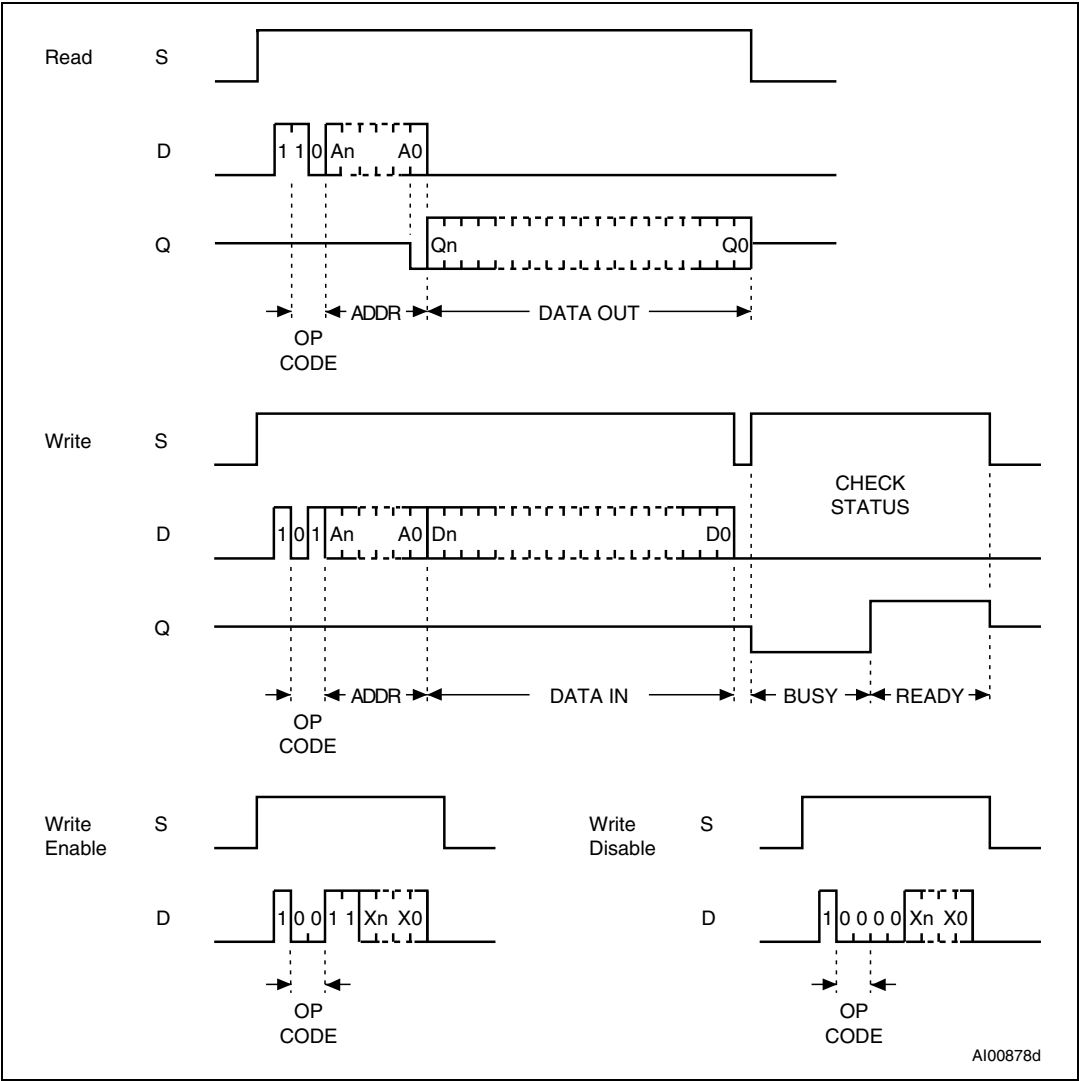 Read S
D 1 1 0 An A0
Q Qn Q0
ADDR DATA OUT
OP
CODE
Write S
CHECK
STATUS
D 1 0 1 An A0 Dn D0
Q
ADDR DATA IN BUSY READY
OP
CODE
Write S
Enable
D 1 0 0 1 1 Xn X0
OP
CODE
Write S
Disable
D 1 0 0 0 0 Xn X0
OP
CODE
AI00878d